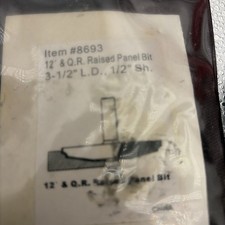 Item #8693
12° & Q.R. Raised Panel Bit
3-1/2" L.D., 1/2" Sh.
12° & Q.R. Raised Panel Bit